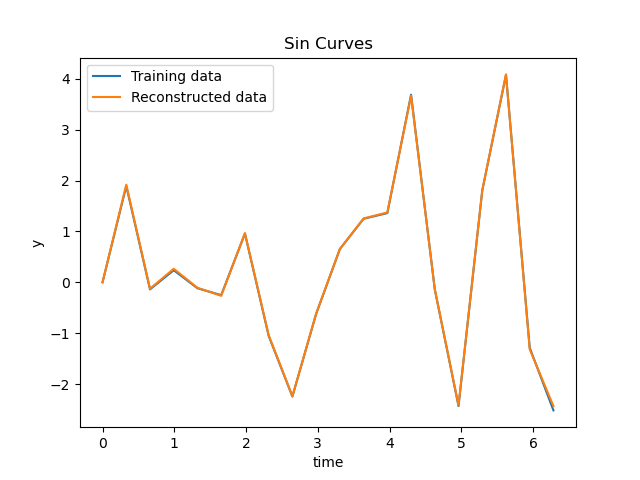 Sin Curves
Training data
Reconstructed data
y
4
3
2
1
0
−1
−2
0 1 2 3 4 5 6
time